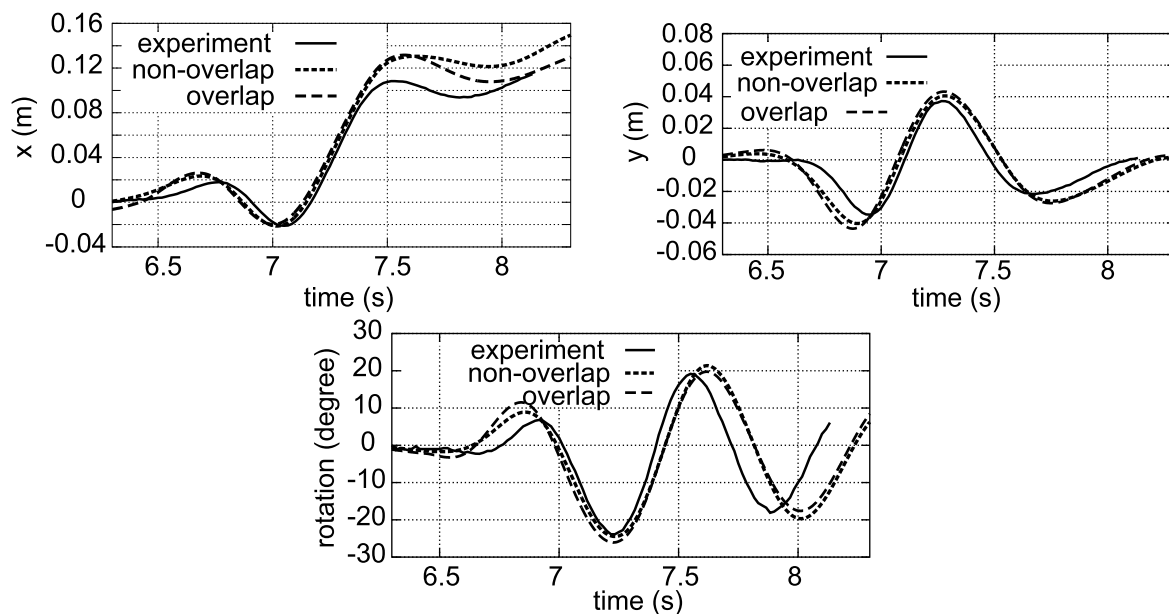 0.16
0.12
0.08
0.04
0
-0.04
x (m)
experiment
non-overlap
overlap
6.5
7
7.5
8
time (s)
0.08
0.06
0.04
0.02
0
-0.02
-0.04
-0.06
y (m)
experiment
non-overlap
overlap
6.5
7
7.5
8
time (s)
30
20
10
0
-10
-20
-30
rotation (degree)
experiment
non-overlap
overlap
6.5
7
7.5
8
time (s)